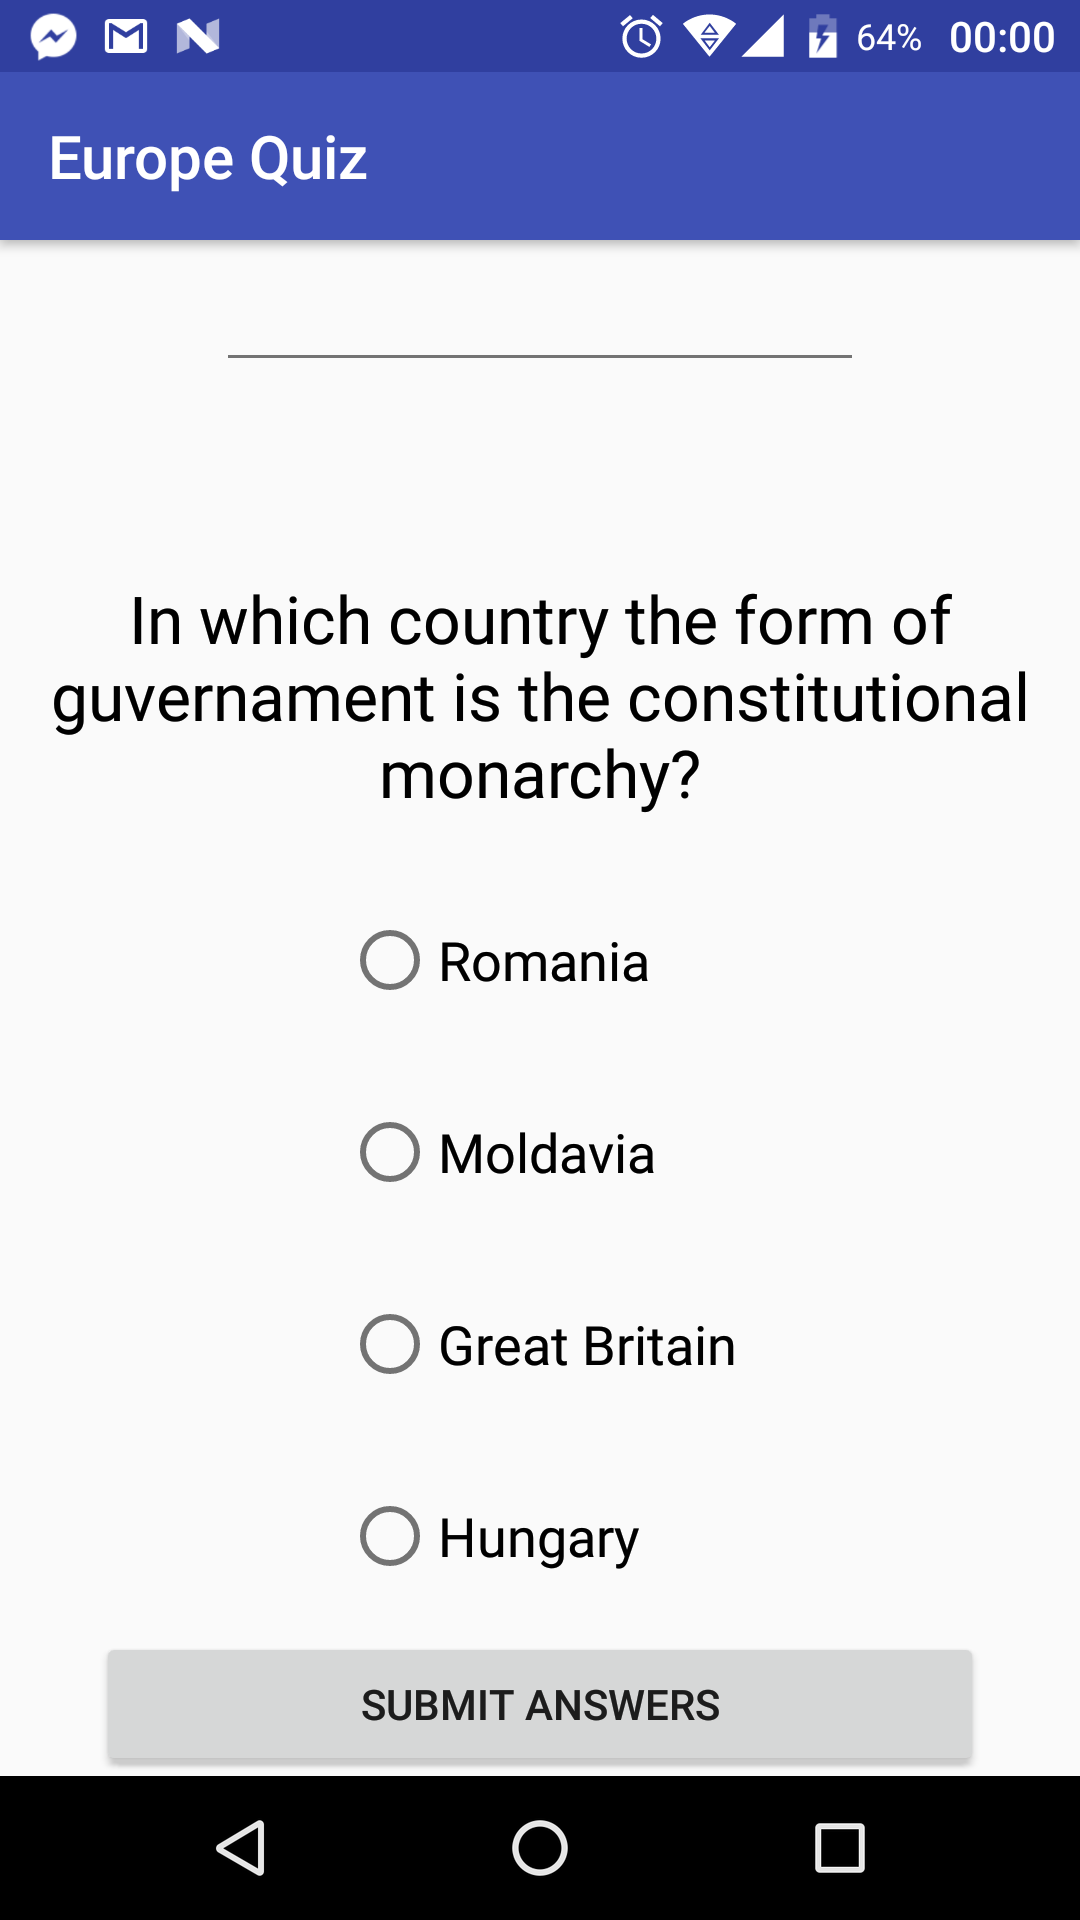 64% 00:00
Europe Quiz
In which country the form of
guvernament is the constitutional
monarchy?
Romania
Moldavia
Great Britain
Hungary
SUBMIT ANSWERS